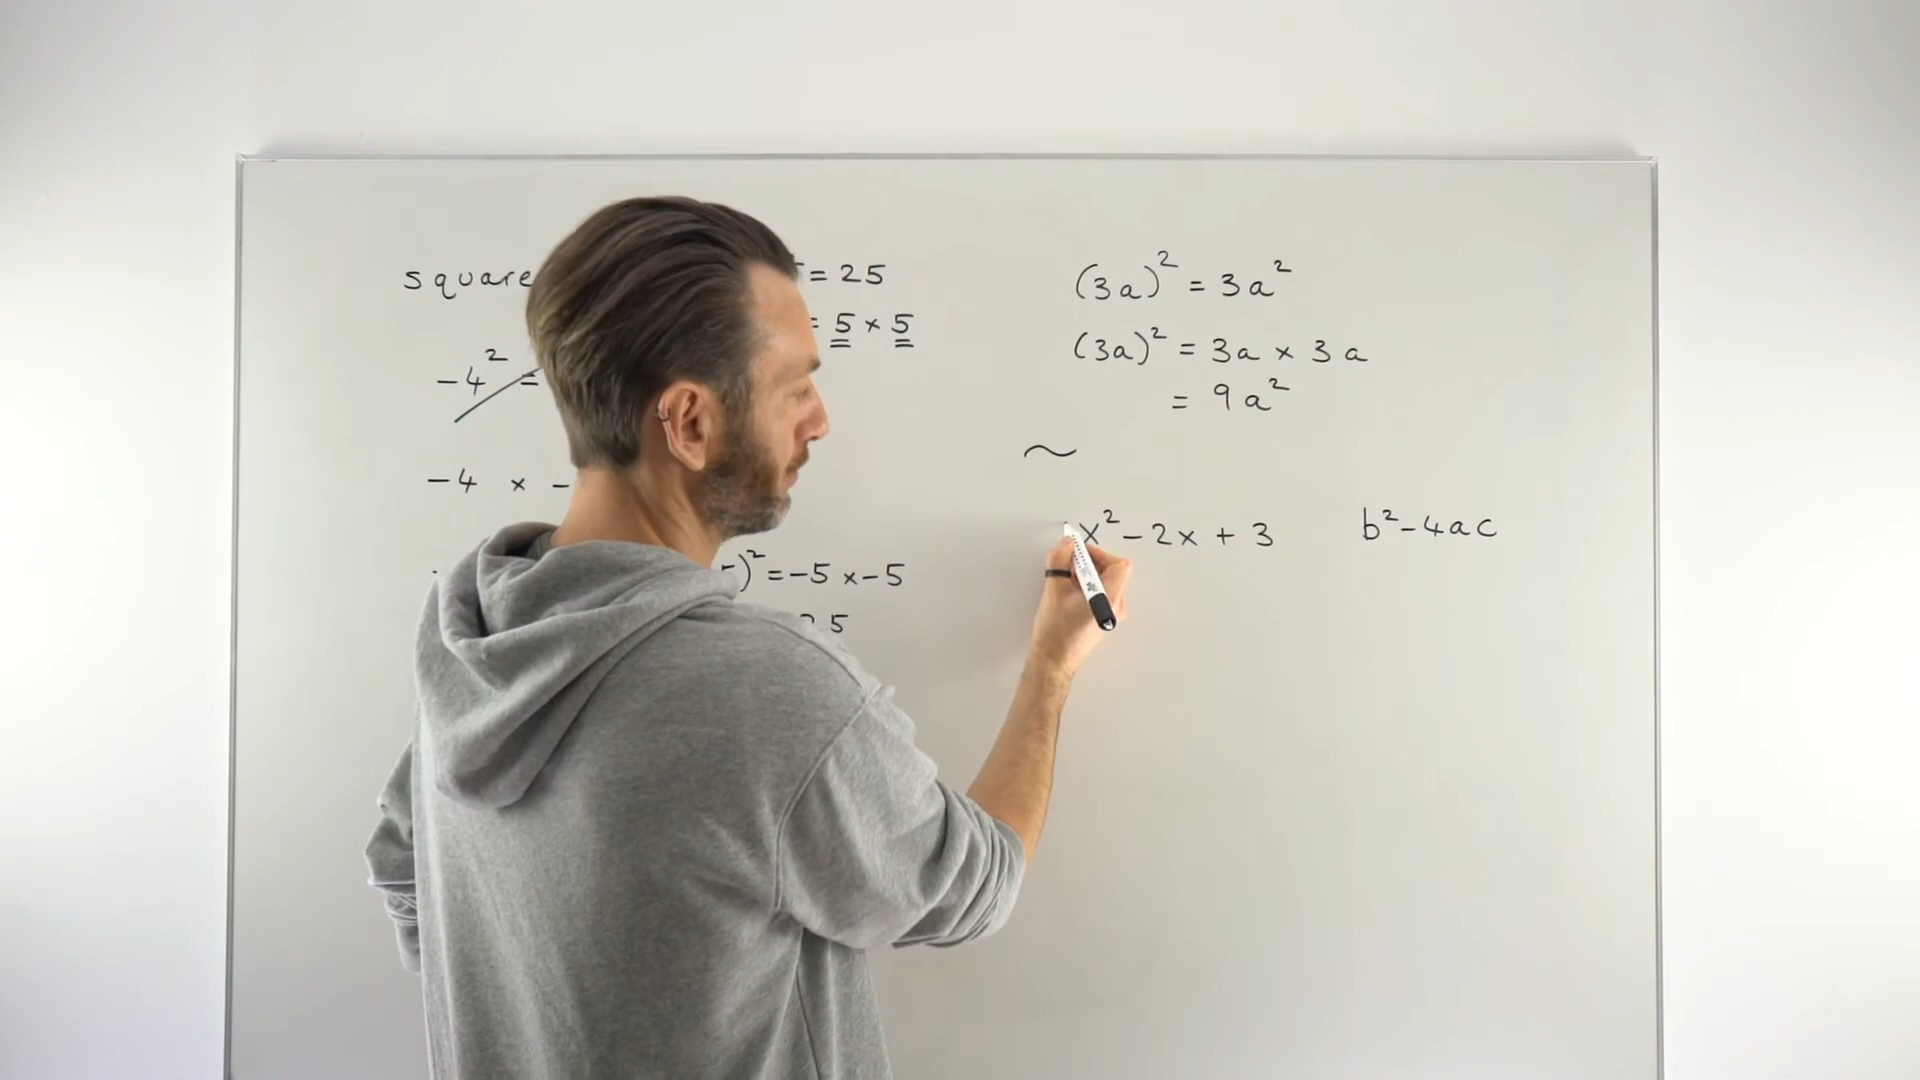 square
= 25
= 5 × 5
-4² =
-4 × -
)² = -5 × -5
5
(3a)² = 3a²
(3a)² = 3a × 3a
= 9a²
~
x² - 2x + 3
b² - 4ac